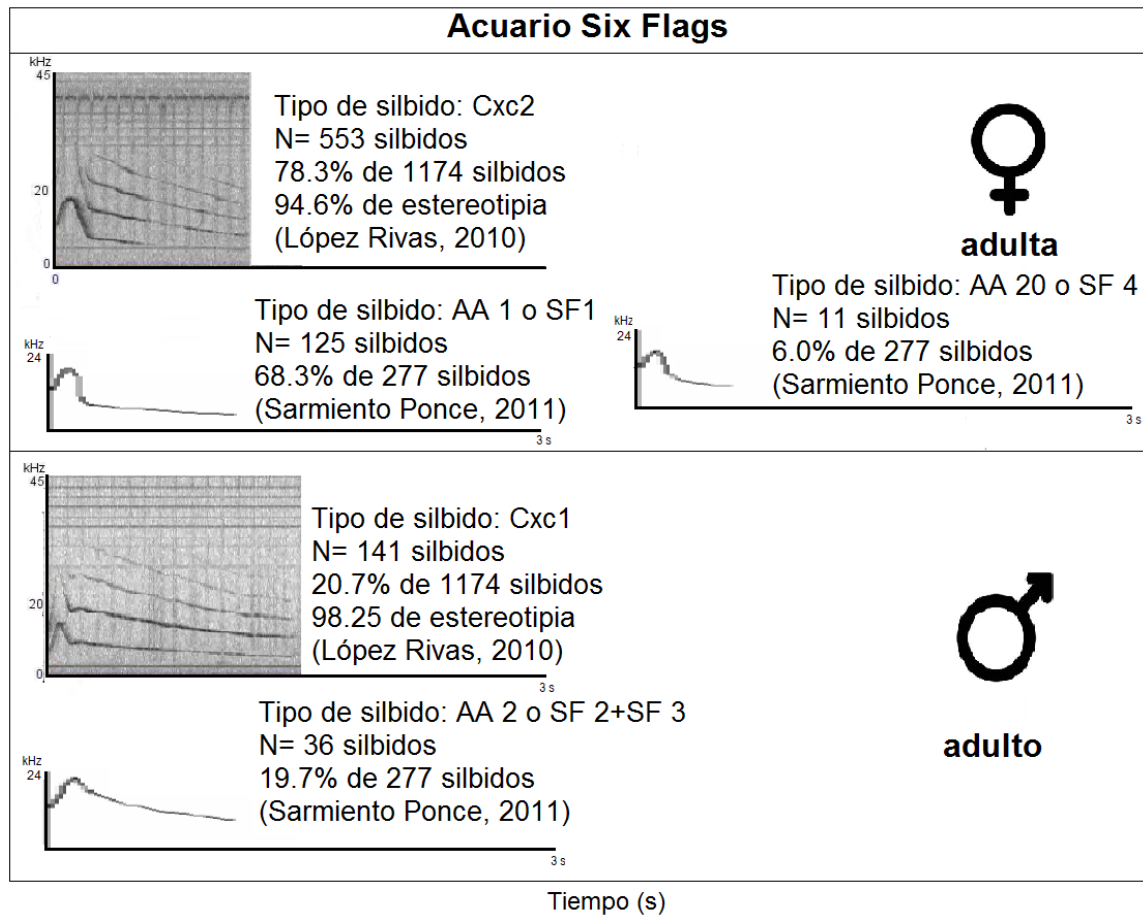 Acuario Six Flags
kHz
45
20
0
0
Tipo de silbido: Cxc2
N= 553 silbidos
78.3% de 1174 silbidos
94.6% de estereotipia
(López Rivas, 2010)
adulta
kHz
24
Tipo de silbido: AA 1 o SF1
N= 125 silbidos
68.3% de 277 silbidos
(Sarmiento Ponce, 2011)
3 s
kHz
24
Tipo de silbido: AA 20 o SF 4
N= 11 silbidos
6.0% de 277 silbidos
(Sarmiento Ponce, 2011)
3 s
kHz
45
20
0
Tipo de silbido: Cxc1
N= 141 silbidos
20.7% de 1174 silbidos
98.25 de estereotipia
(López Rivas, 2010)
3 s
adulto
kHz
24
Tipo de silbido: AA 2 o SF 2+SF 3
N= 36 silbidos
19.7% de 277 silbidos
(Sarmiento Ponce, 2011)
3 s
Tiempo (s)